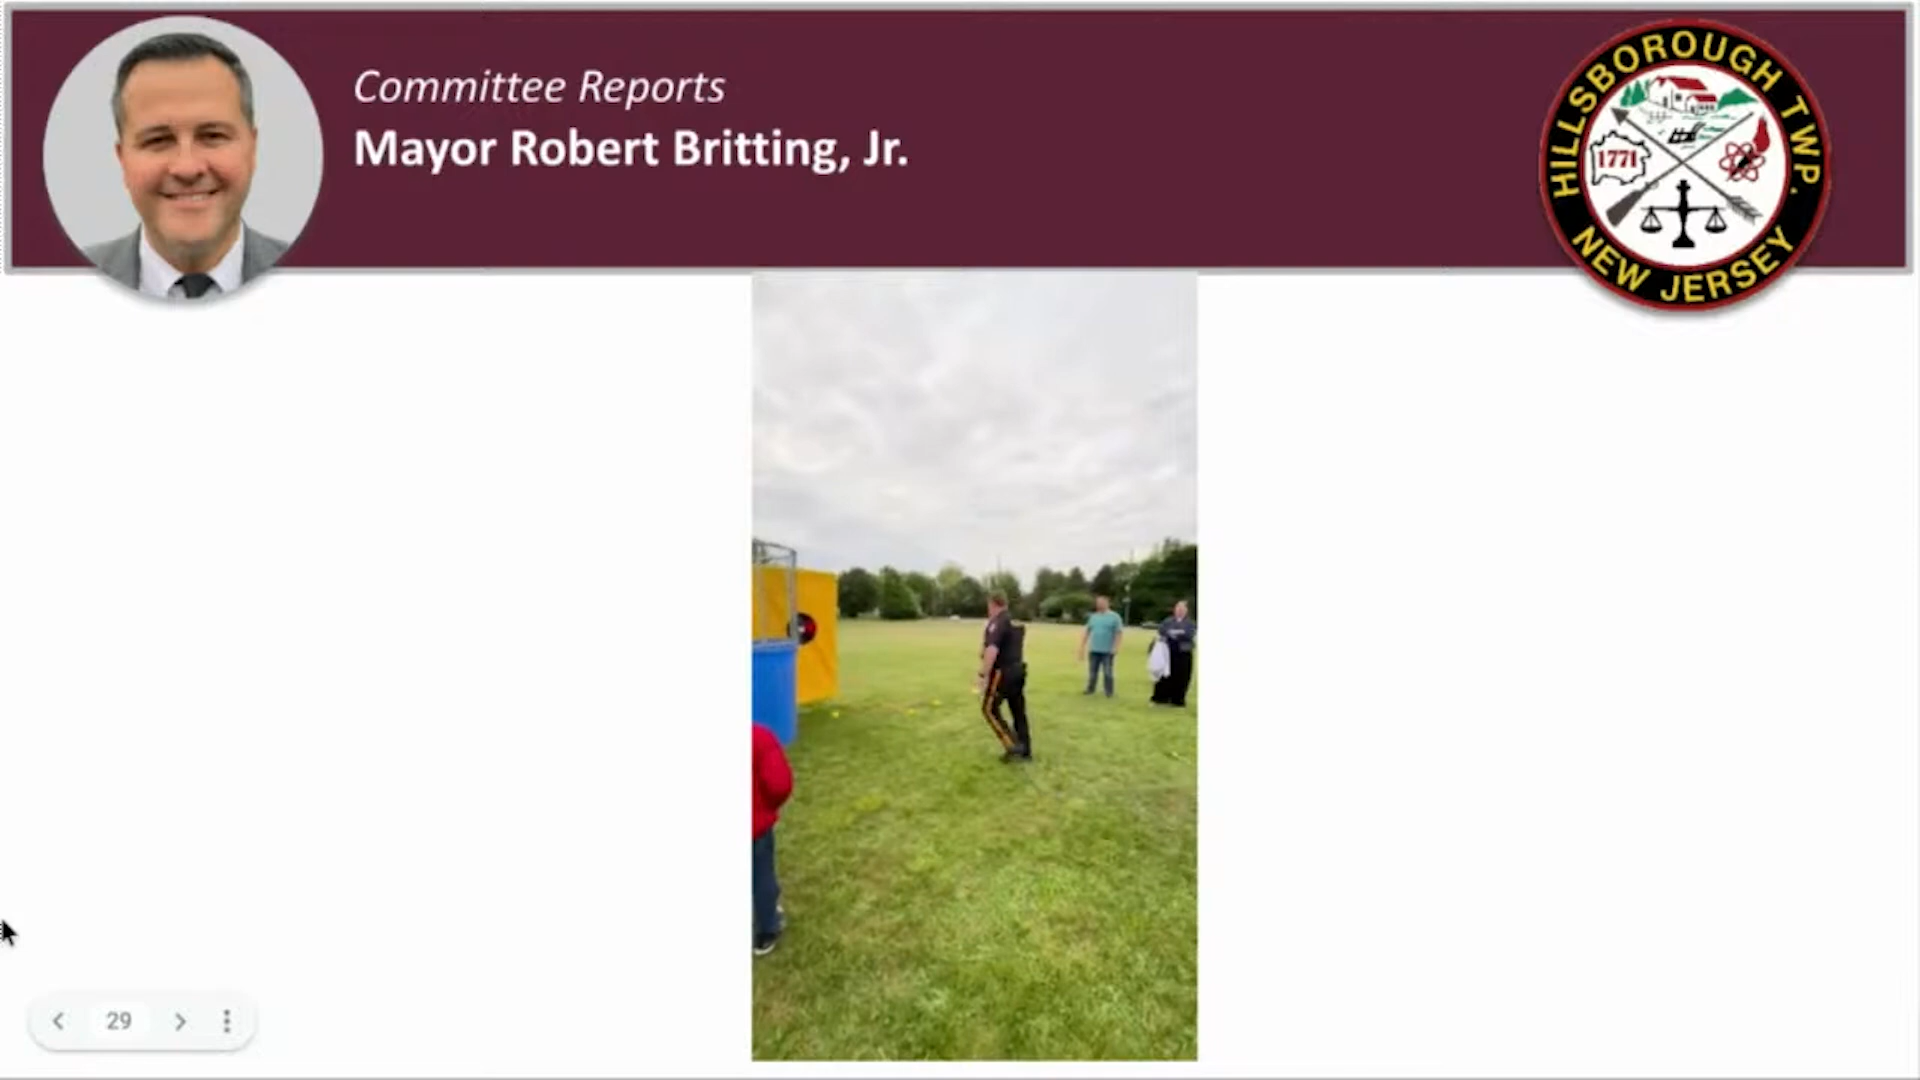 Committee Reports
Mayor Robert Britting, Jr.
HILLSBOROUGH TWP.
1771
NEW JERSEY
29